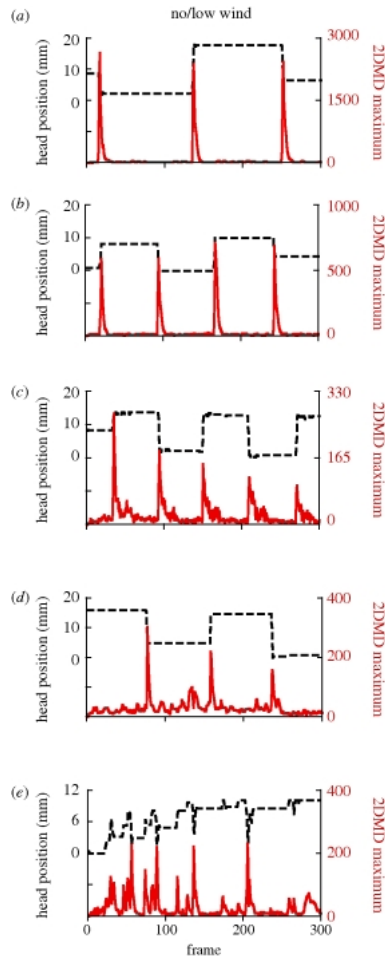 no/low wind
(a)
20
10
0
head position (mm)
3000
1500
0
2DMD maximum
(b)
20
10
0
head position (mm)
1000
500
0
2DMD maximum
(c)
20
10
0
head position (mm)
330
165
0
2DMD maximum
(d)
20
10
0
head position (mm)
400
200
0
2DMD maximum
(e)
12
6
0
head position (mm)
400
200
0
2DMD maximum
0 100 200 300
frame